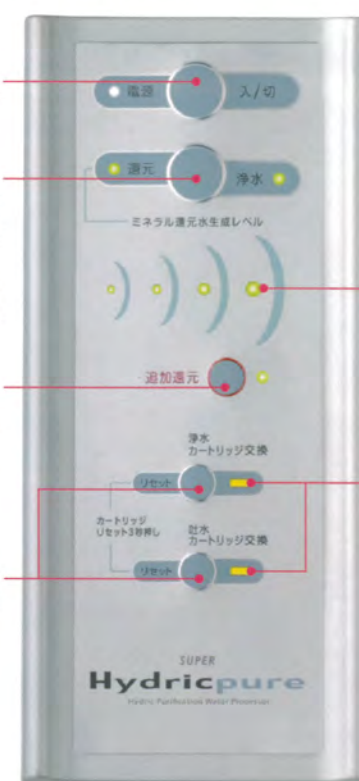 電源 入/切
還元 浄水
ミネラル還元水生成レベル
追加還元
浄水
カートリッジ交換
リセット
カートリッジ
リセット3秒押し
吐水
カートリッジ交換
リセット
SUPER
Hydricpure